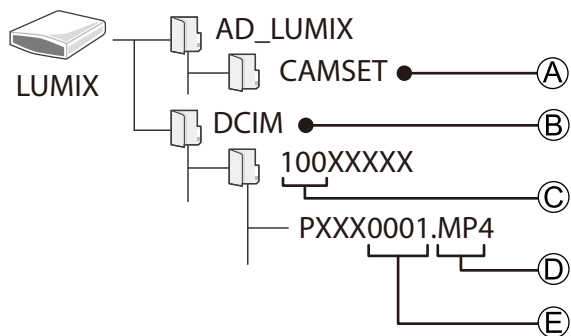 AD_LUMIX
LUMIX
CAMSET
A
DCIM
B
100XXXXX
C
PXXX0001.MP4
D
E